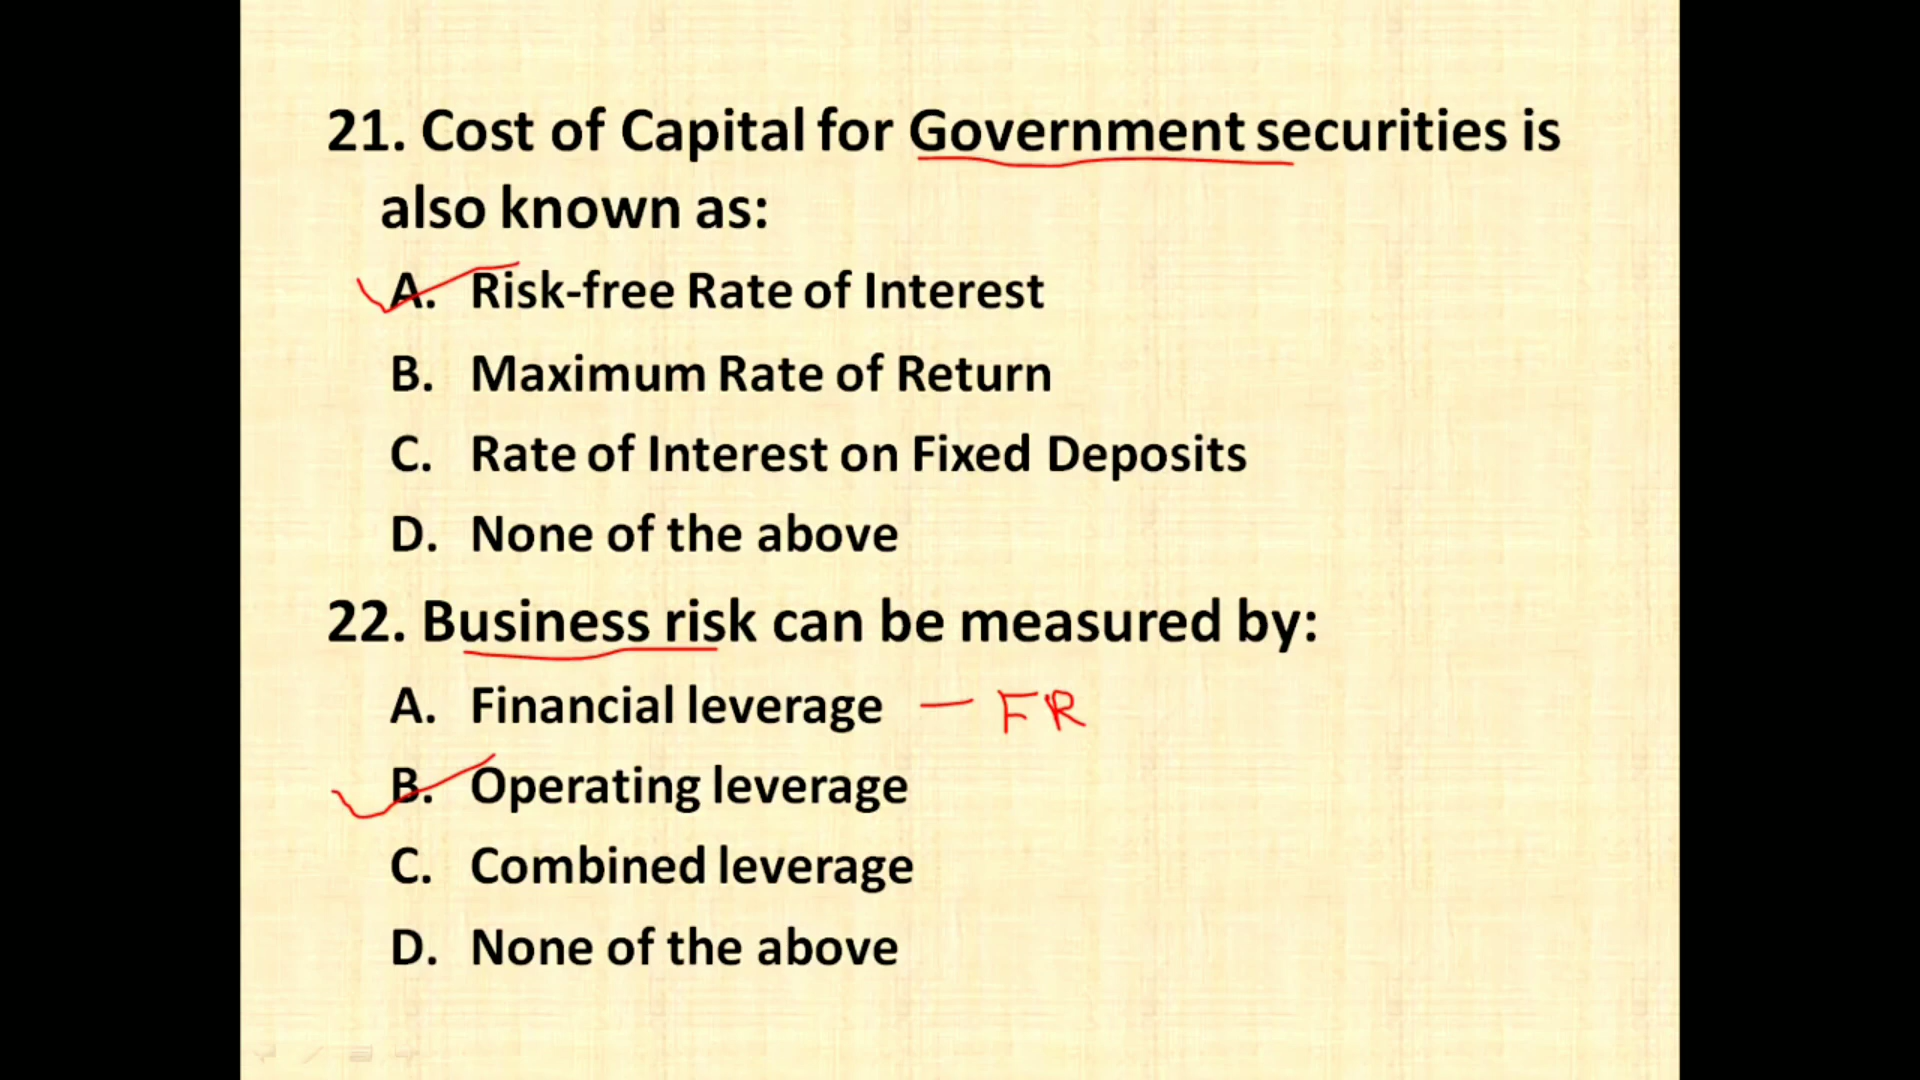 21. Cost of Capital for Government securities is
also known as:
A. Risk-free Rate of Interest
B. Maximum Rate of Return
C. Rate of Interest on Fixed Deposits
D. None of the above
22. Business risk can be measured by:
A. Financial leverage — FR
B. Operating leverage
C. Combined leverage
D. None of the above